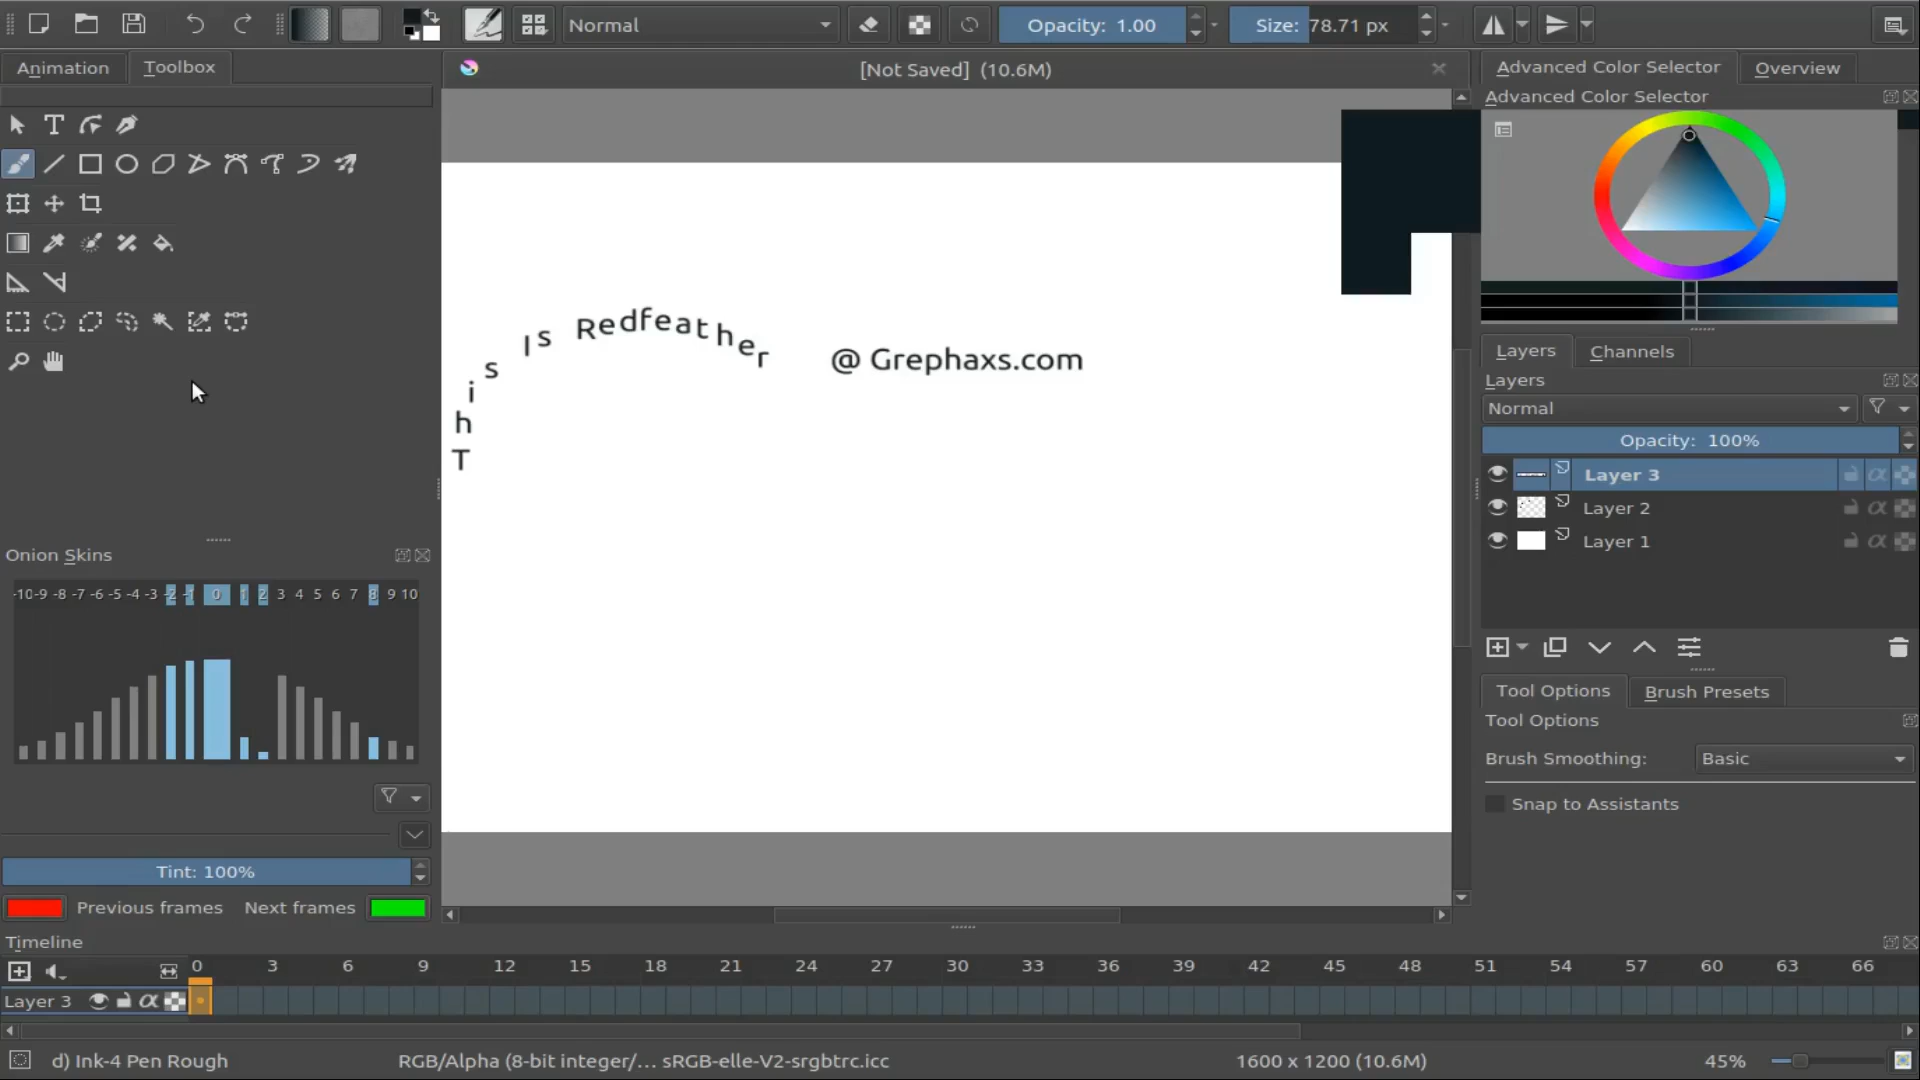 Normal
Opacity: 1.00
Size: 78.71 px
Animation
Toolbox
[Not Saved] (10.6M)
Advanced Color Selector
Overview
Advanced Color Selector
This Is Redfeather
@ Grephaxs.com
Layers
Channels
Layers
Normal
Opacity: 100%
Layer 3
Layer 2
Layer 1
Onion Skins
-10 -9 -8 -7 -6 -5 -4 -3 -2 -1 0 1 2 3 4 5 6 7 8 9 10
Tool Options
Brush Presets
Tool Options
Brush Smoothing: Basic
Snap to Assistants
Tint: 100%
Previous frames
Next frames
Timeline
0 3 6 9 12 15 18 21 24 27 30 33 36 39 42 45 48 51 54 57 60 63 66
Layer 3
d) Ink-4 Pen Rough
RGB/Alpha (8-bit integer/... sRGB-elle-V2-srgbtrc.icc
1600 x 1200 (10.6M)
45%